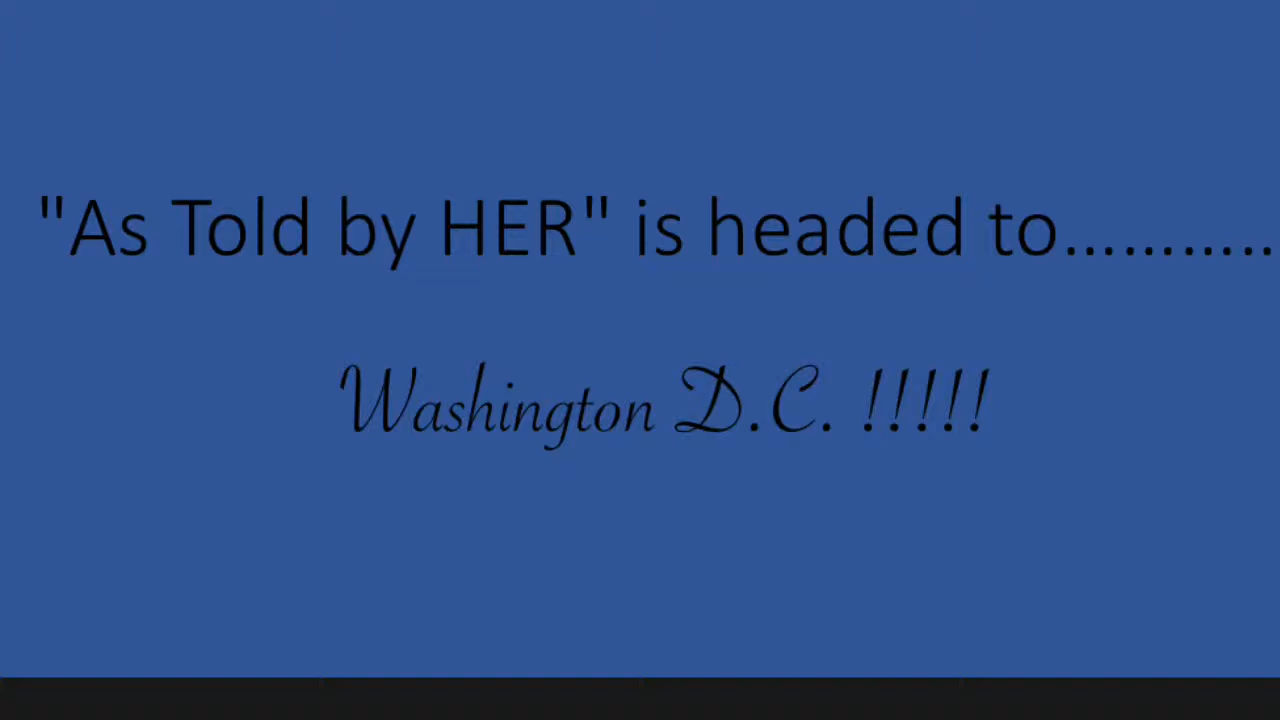 "As Told by HER" is headed to...........
Washington D.C. !!!!!